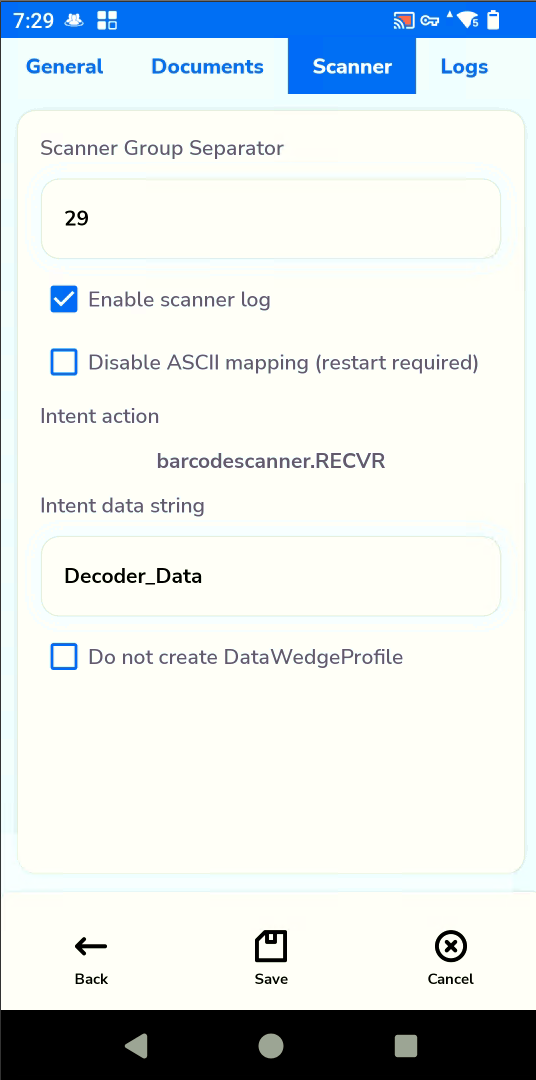 7:29
General Documents Scanner Logs
Scanner Group Separator
29
Enable scanner log
Disable ASCII mapping (restart required)
Intent action
barcodescanner.RECVR
Intent data string
Decoder_Data
Do not create DataWedgeProfile
Back Save Cancel